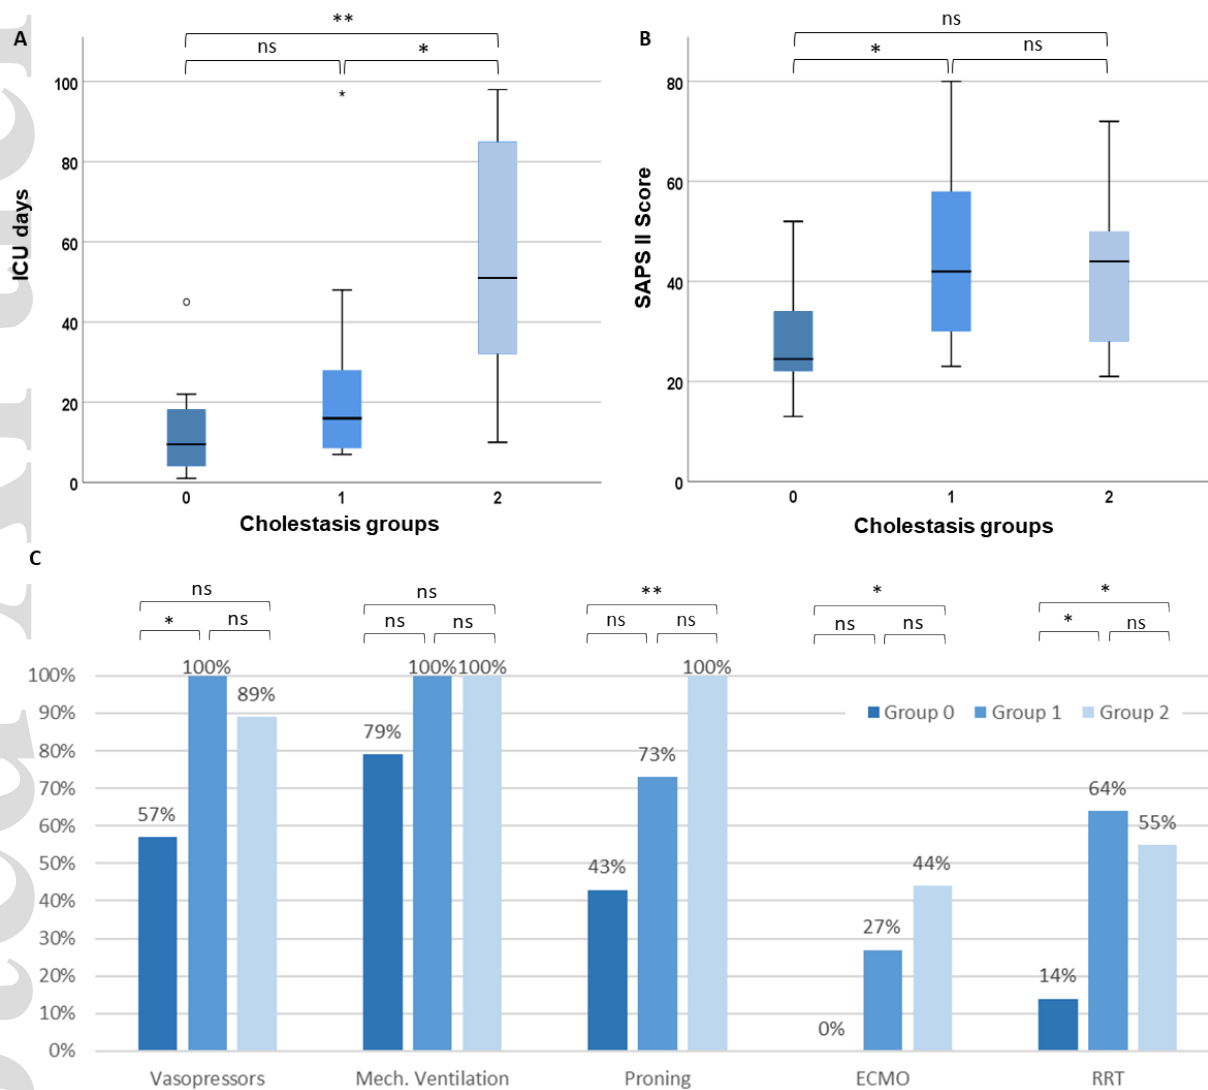 A
**
ns
*
100
80
60
40
20
0
*
ICU days
0 1 2
Cholestasis groups
B
ns
*
ns
80
60
40
20
0
SAPS II Score
0 1 2
Cholestasis groups
C
ns ns ** * *
* ns ns ns ns ns ns ns * ns
Group 0 Group 1 Group 2
100%
90%
80%
70%
60%
50%
40%
30%
20%
10%
0%
57% 100% 89%
79% 100% 100%
43% 73% 100%
0% 27% 44%
14% 64% 55%
Vasopressors Mech. Ventilation Proning ECMO RRT